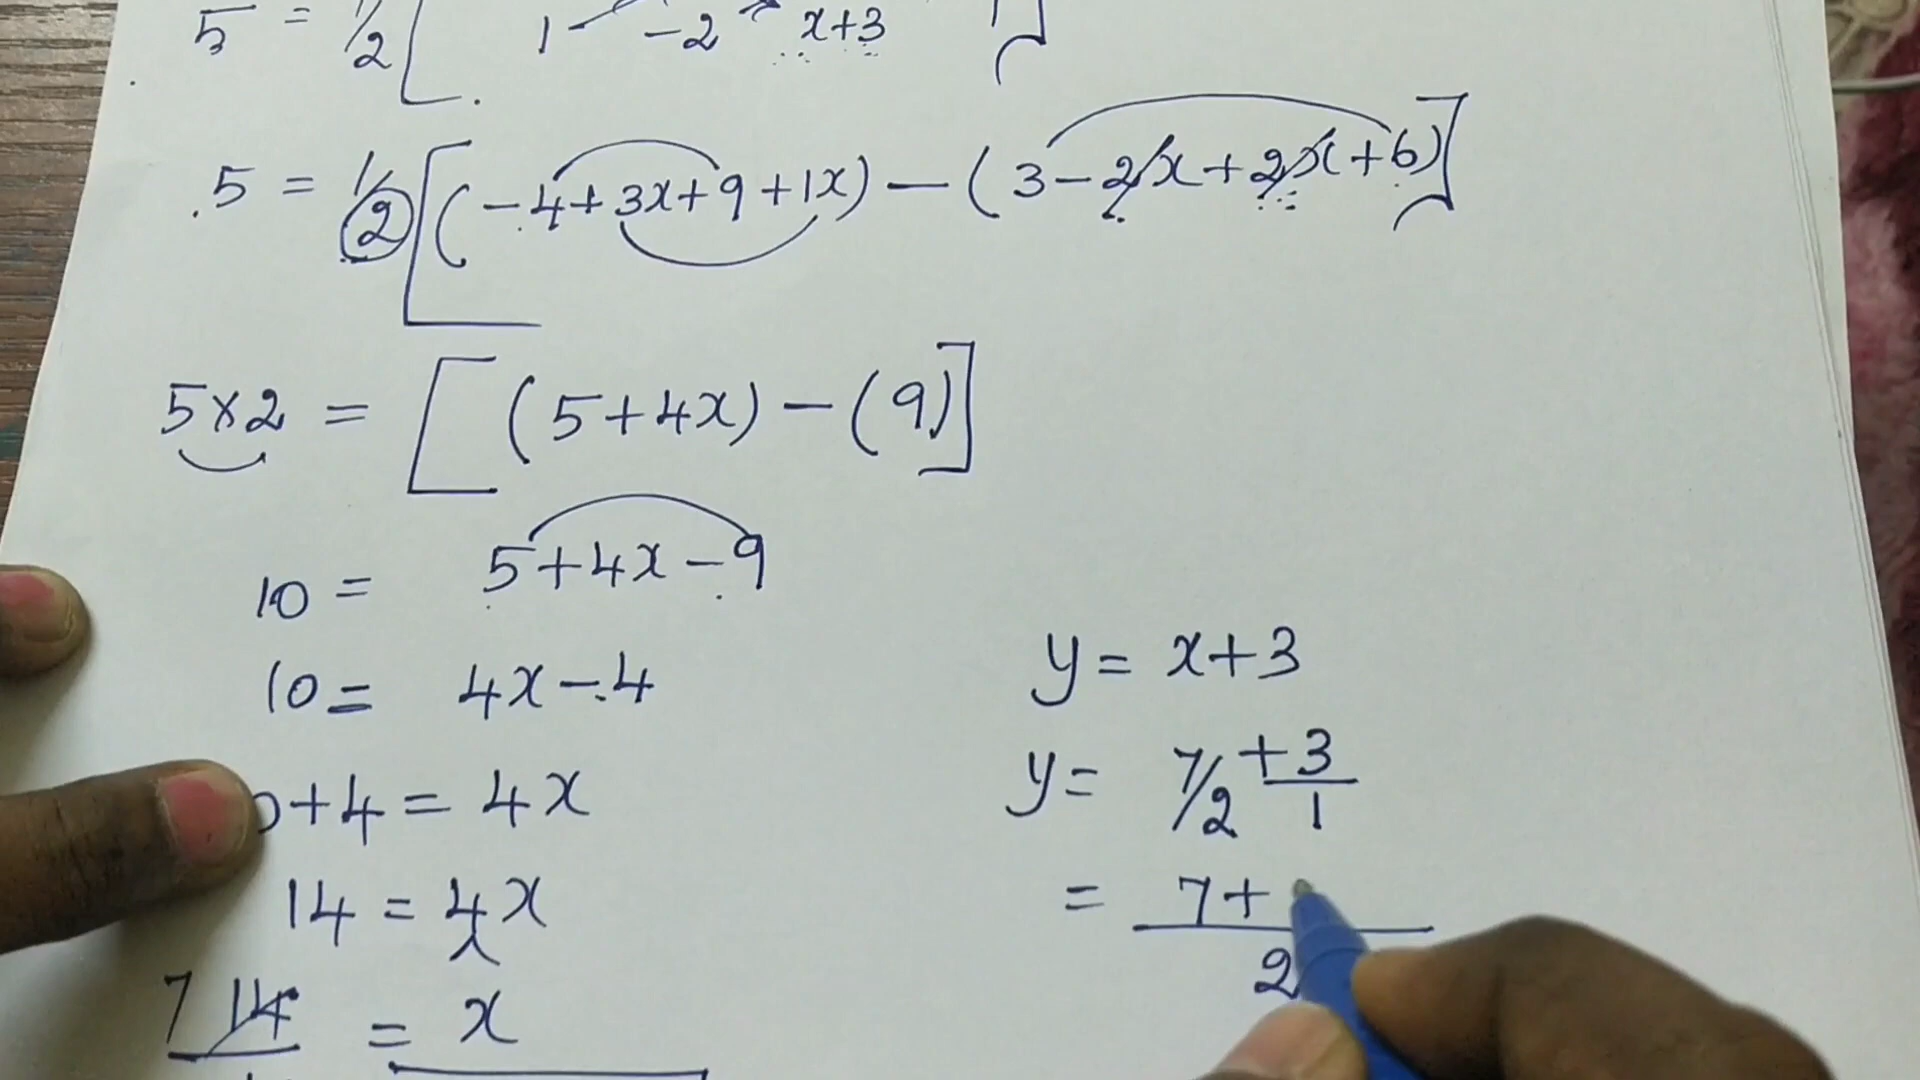 5 = 1/2 [ 1 -2 x+3 ]
5 = 1/2 [(-4+3x+9+1x) - (3-2x+2x+6)]
5×2 = [(5+4x) - (9)]
10 = 5+4x-9
10 = 4x-4
+4 = 4x
14 = 4x
7 14 = x
y = x+3
y = 7/2 + 3/1
= 7+ / 2